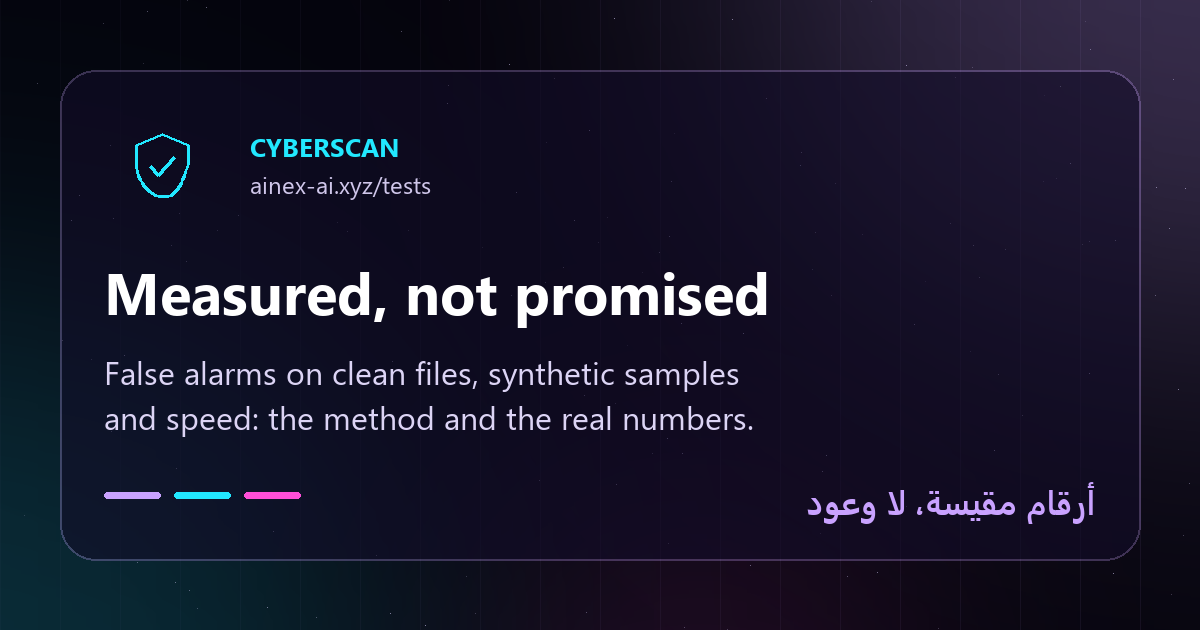 CYBERSCAN
ainex-ai.xyz/tests
Measured, not promised
False alarms on clean files, synthetic samples
and speed: the method and the real numbers.
أرقام مقيسة، لا وعود